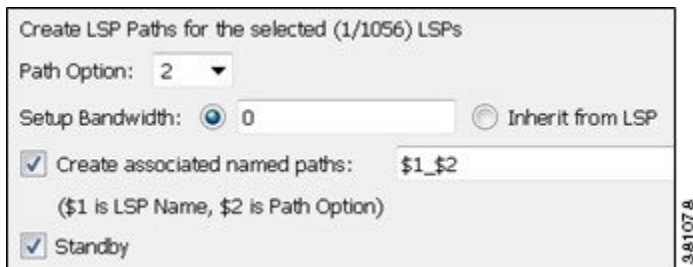 Create LSP Paths for the selected (1/1056) LSPs
Path Option: 2
Setup Bandwidth: 0 Inherit from LSP
Create associated named paths: $1_$2
($1 is LSP Name, $2 is Path Option)
Standby
381078